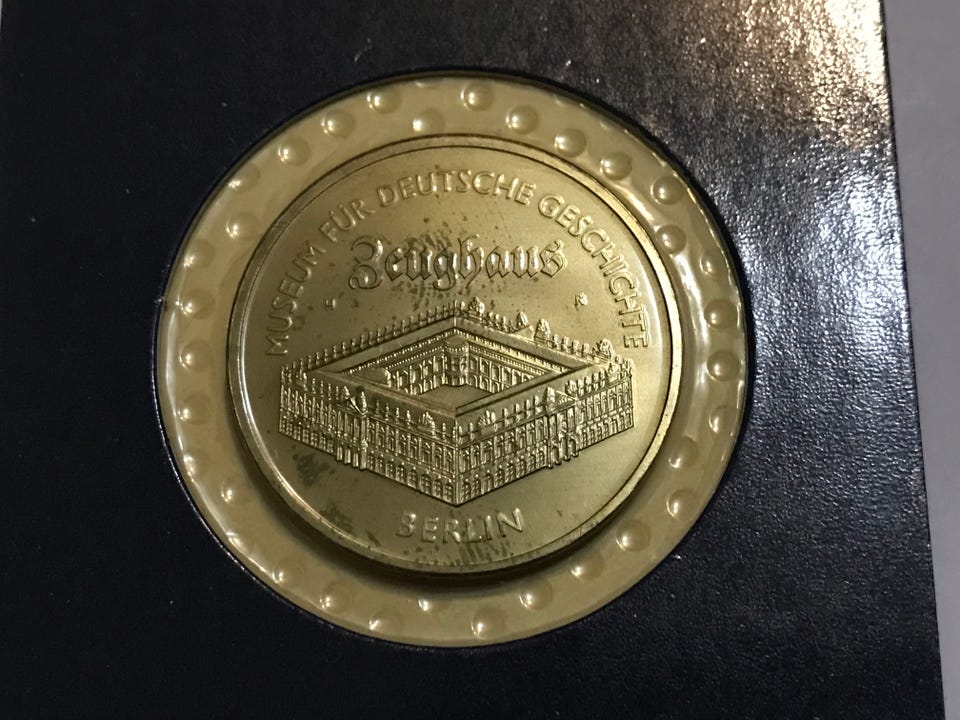 MUSEUM FÜR DEUTSCHE GESCHICHTE
Zeughaus
BERLIN